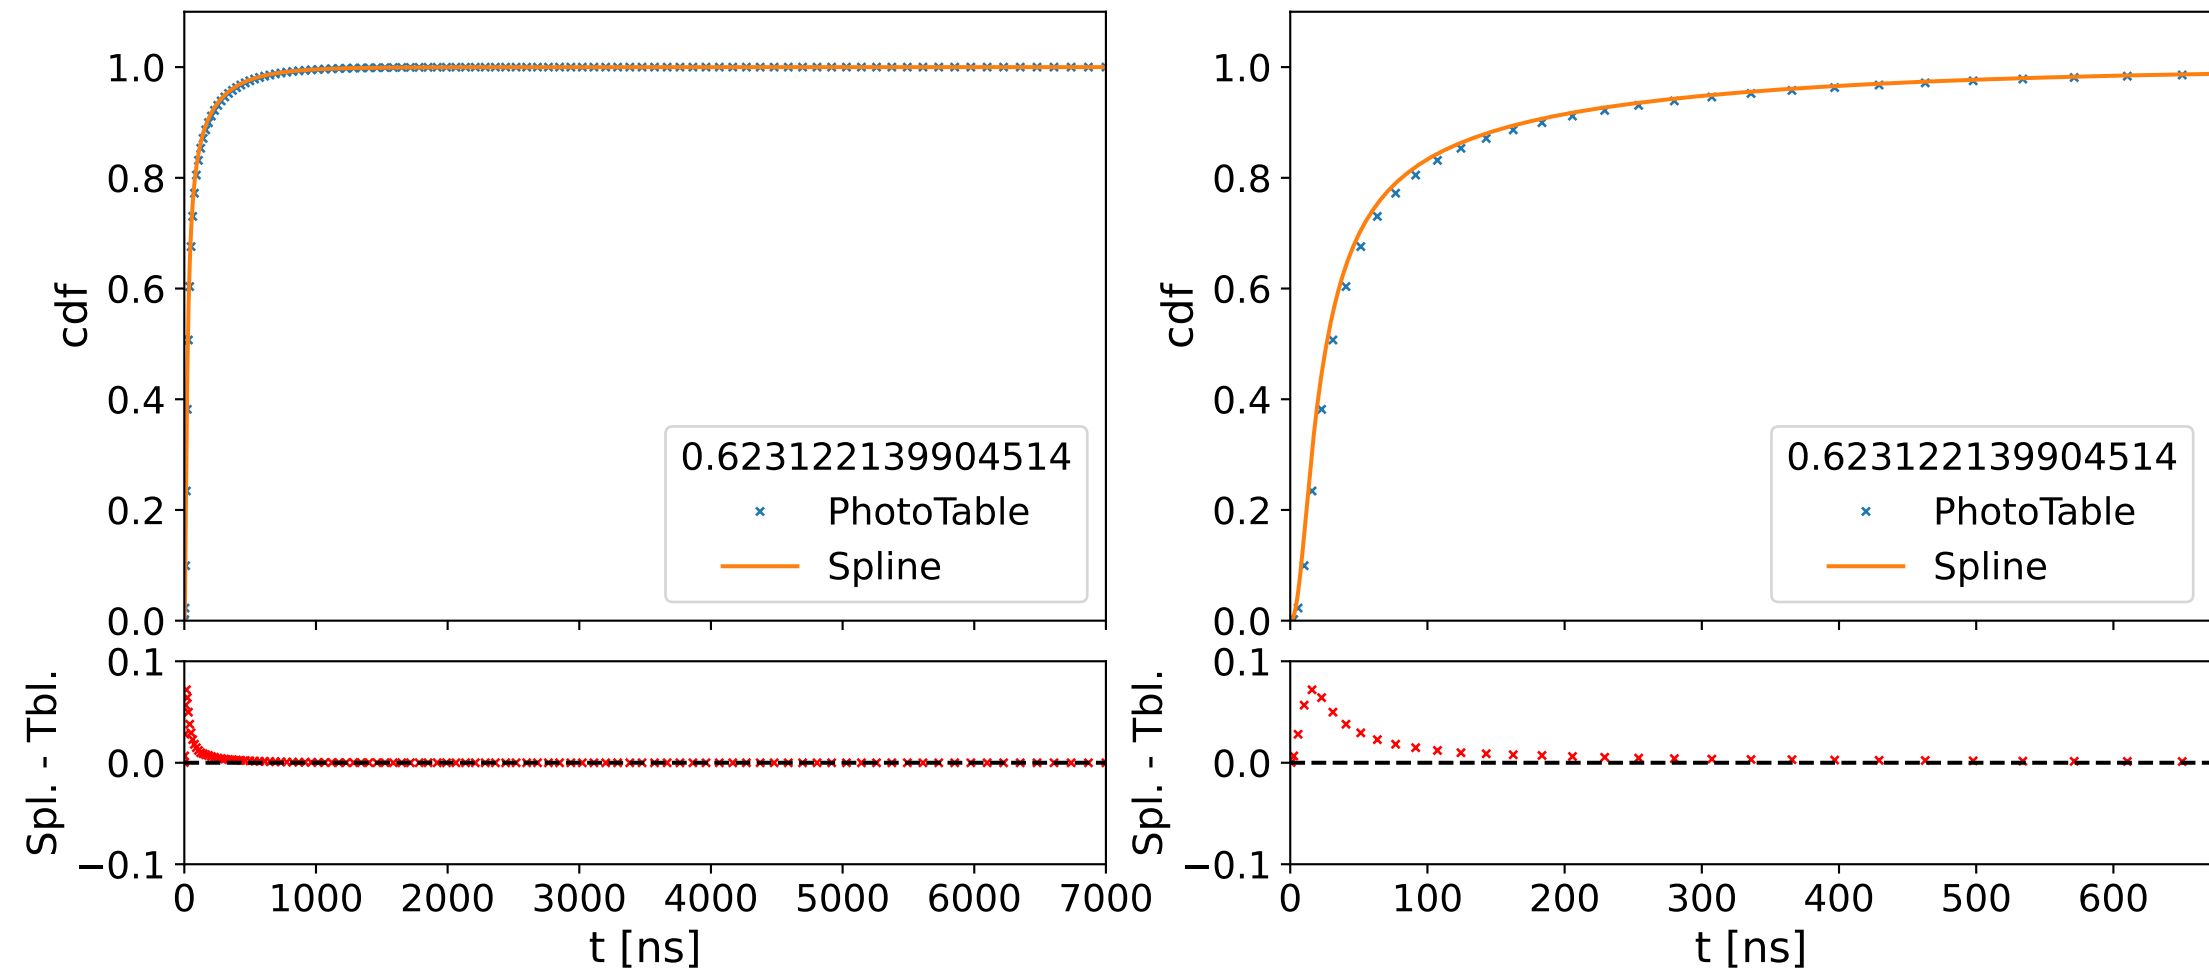 1.0
0.8
0.6
0.4
0.2
0.0
cdf
0.623122139904514
PhotoTable
Spline
0.1
0.0
−0.1
Spl. - Tbl.
0 1000 2000 3000 4000 5000 6000 7000
t [ns]
1.0
0.8
0.6
0.4
0.2
0.0
cdf
0.623122139904514
PhotoTable
Spline
0.1
0.0
−0.1
Spl. - Tbl.
0 100 200 300 400 500 600
t [ns]